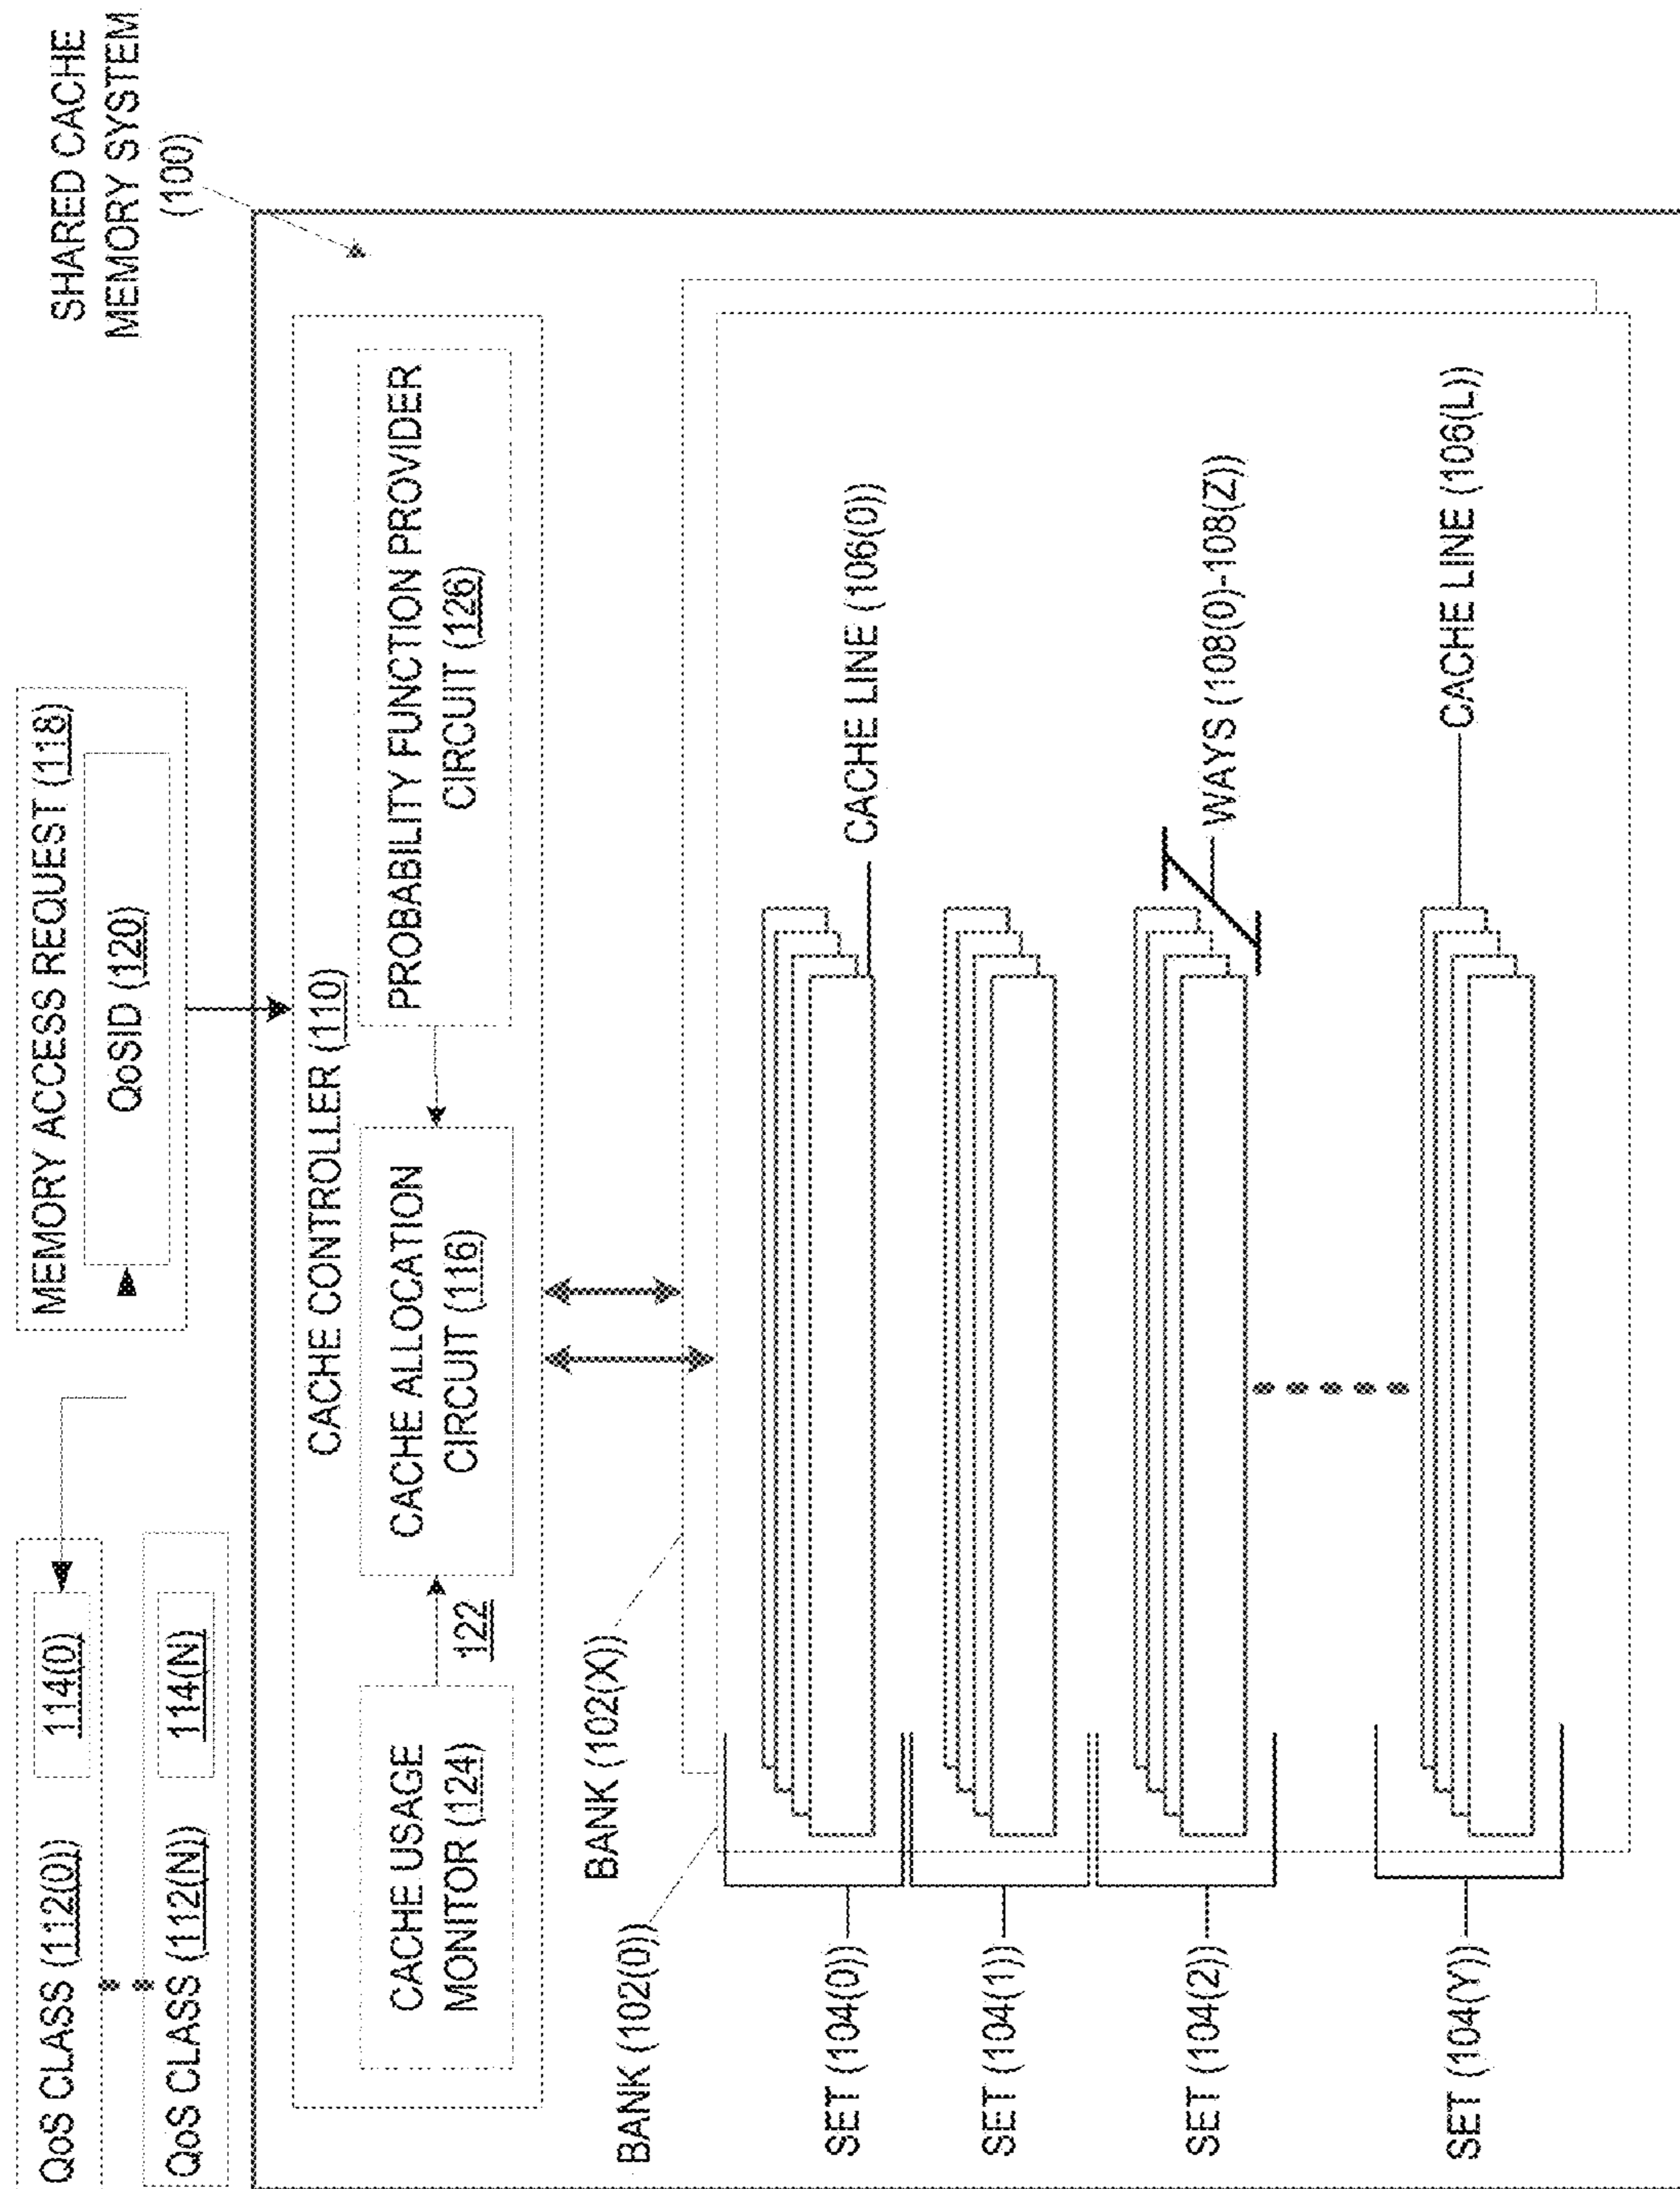 SHARED CACHE
MEMORY SYSTEM
(100)
QoS CLASS (112(0))
114(0)
QoS CLASS (112(N))
114(N)
MEMORY ACCESS REQUEST (118)
QoSID (120)
CACHE CONTROLLER (110)
CACHE USAGE
MONITOR (124)
122
CACHE ALLOCATION
CIRCUIT (116)
PROBABILITY FUNCTION PROVIDER
CIRCUIT (126)
BANK (102(X))
BANK (102(0))
SET (104(0))
CACHE LINE (106(0))
SET (104(1))
SET (104(2))
WAYS (108(0)-108(Z))
SET (104(Y))
CACHE LINE (106(L))